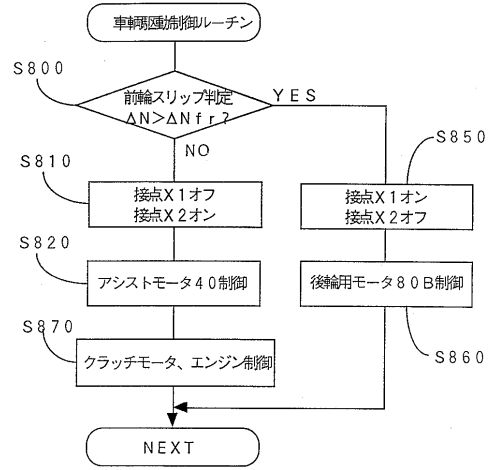 車輌駆動制御ルーチン
S800
前輪スリップ判定
ΔN>ΔNfr?
YES
NO
S810
接点X1オフ
接点X2オン
S850
接点X1オン
接点X2オフ
S820
アシストモータ40制御
後輪用モータ80B制御
S860
S870
クラッチモータ、エンジン制御
NEXT